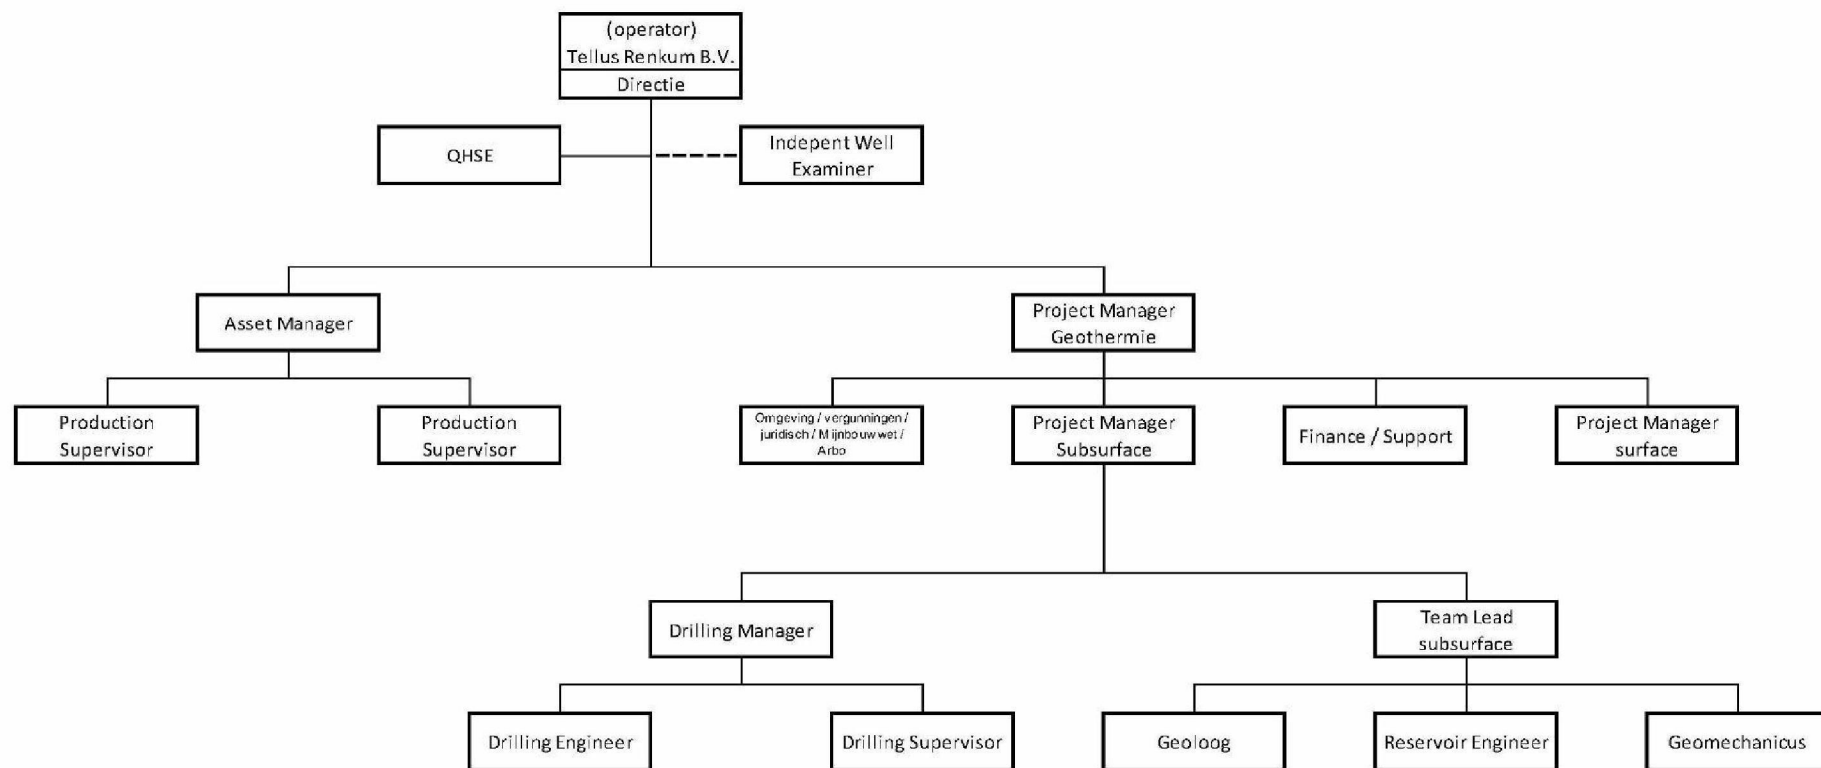 (operator)
Tellus Renkum B.V.
Directie
QHSE
Indepent Well
Examiner
Asset Manager
Project Manager
Geothermie
Production
Supervisor
Production
Supervisor
Omgeving / vergunningen /
juridisch / Mijnbouwwet /
Arbo
Project Manager
Subsurface
Finance / Support
Project Manager
surface
Drilling Manager
Team Lead
subsurface
Drilling Engineer
Drilling Supervisor
Geoloog
Reservoir Engineer
Geomechanicus